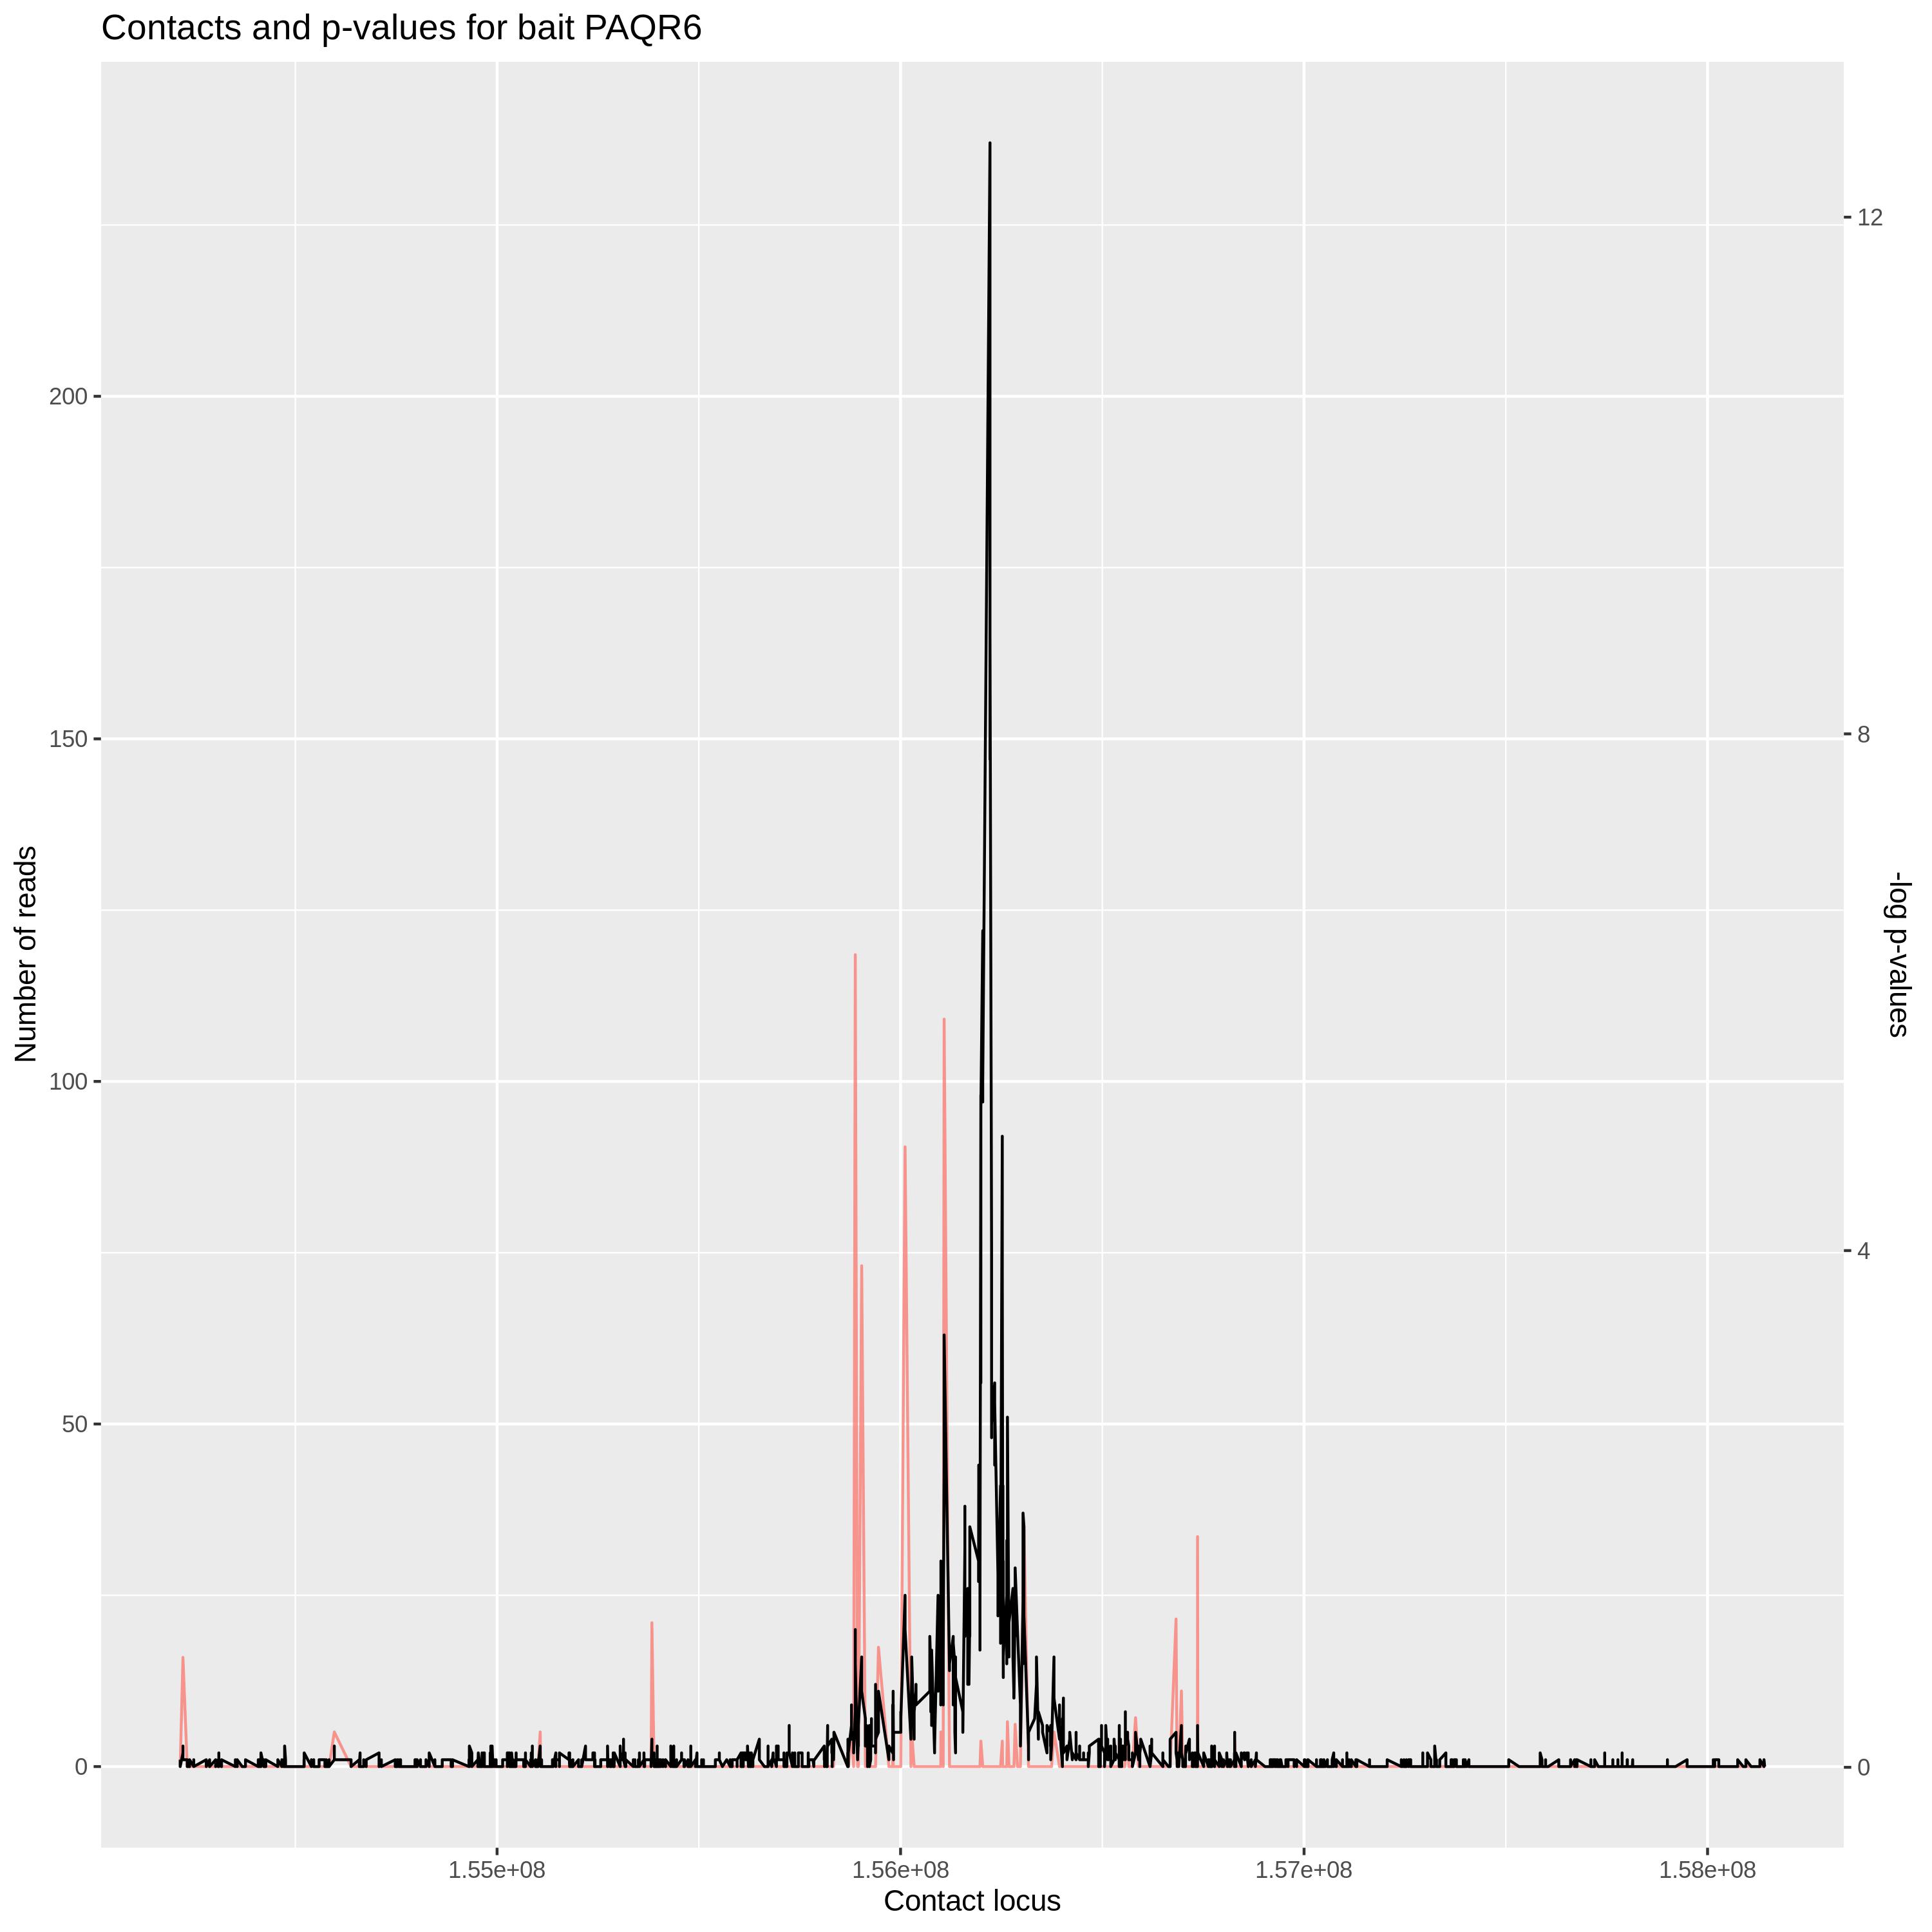 Contacts and p-values for bait PAQR6
Number of reads
200
150
100
50
0
12
8
4
0
-log p-values
1.55e+08
1.56e+08
1.57e+08
1.58e+08
Contact locus